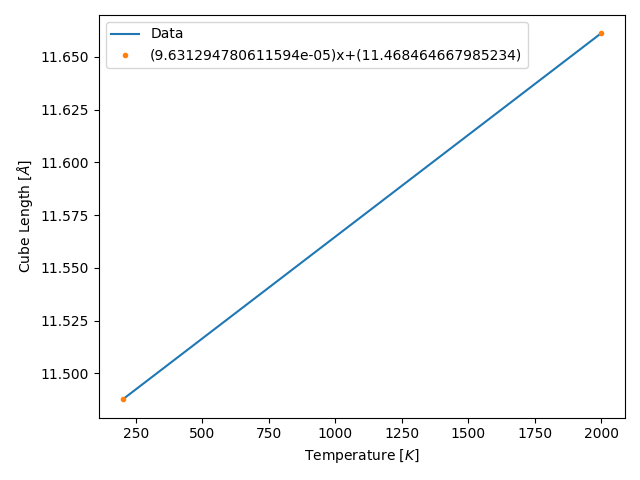 Data
(9.631294780611594e-05)x+(11.468464667985234)
11.650
11.625
11.600
11.575
11.550
11.525
11.500
Cube Length [Å]
250 500 750 1000 1250 1500 1750 2000
Temperature [K]